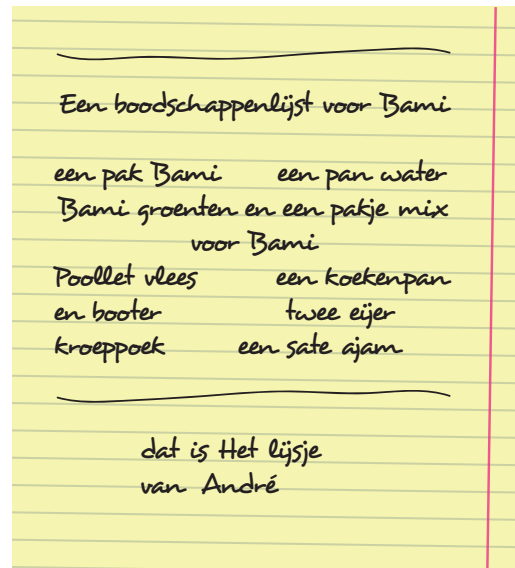 Een boodschappenlijst voor Bami
een pak Bami een pan water
Bami groenten en een pakje mix
voor Bami
Poollet vlees een koekenpan
en booter twee eijer
kroeppoek een sate ajam
dat is Het lijsje
van André